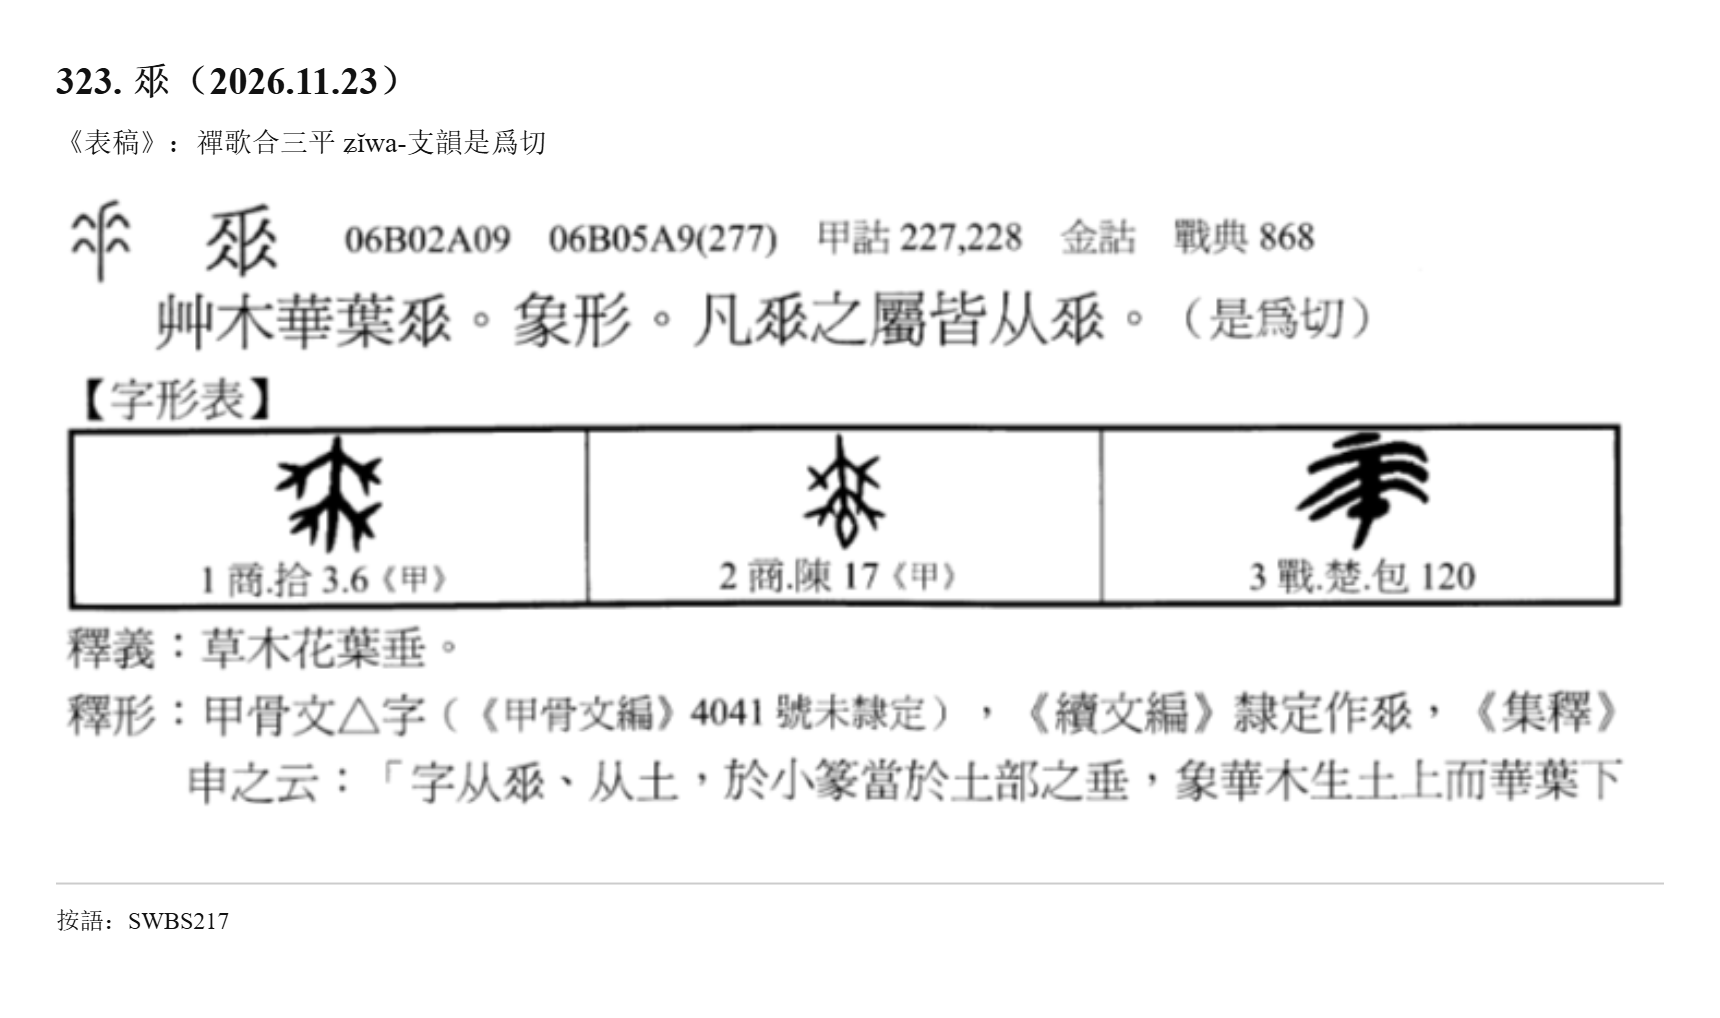 323. 𠂹（2026.11.23）
《表稿》：禪歌合三平 ʑǐwa-支韻是爲切
𠂹 06B02A09 06B05A9(277) 甲詁 227,228 金詁 戰典 868
艸木華葉𠂹。象形。凡𠂹之屬皆从𠂹。（是爲切）
【字形表】
1 商.拾 3.6《甲》 2 商.陳 17《甲》 3 戰.楚.包 120
釋義：草木花葉垂。
釋形：甲骨文△字（《甲骨文編》4041 號未隸定），《續文編》隸定作𠂹，《集釋》
申之云：「字从𠂹、从土，於小篆當於土部之垂，象華木生土上而華葉下
按語：SWBS217